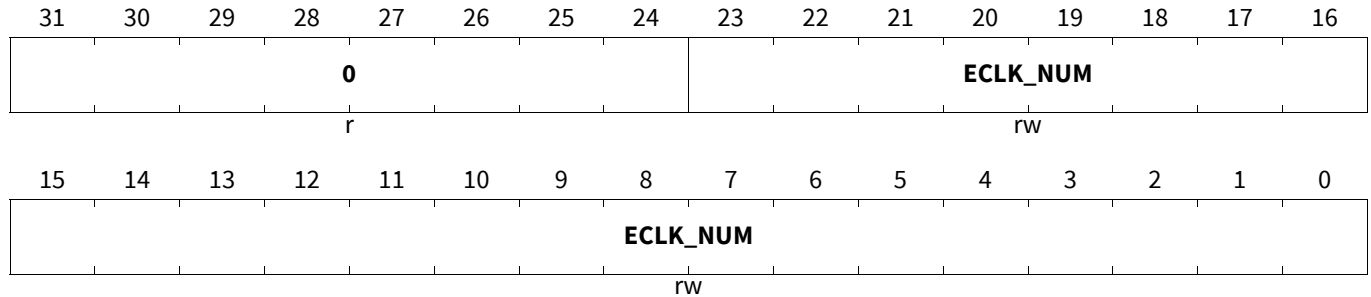 31 30 29 28 27 26 25 24 23 22 21 20 19 18 17 16
0 ECLK_NUM
r rw
15 14 13 12 11 10 9 8 7 6 5 4 3 2 1 0
ECLK_NUM
rw